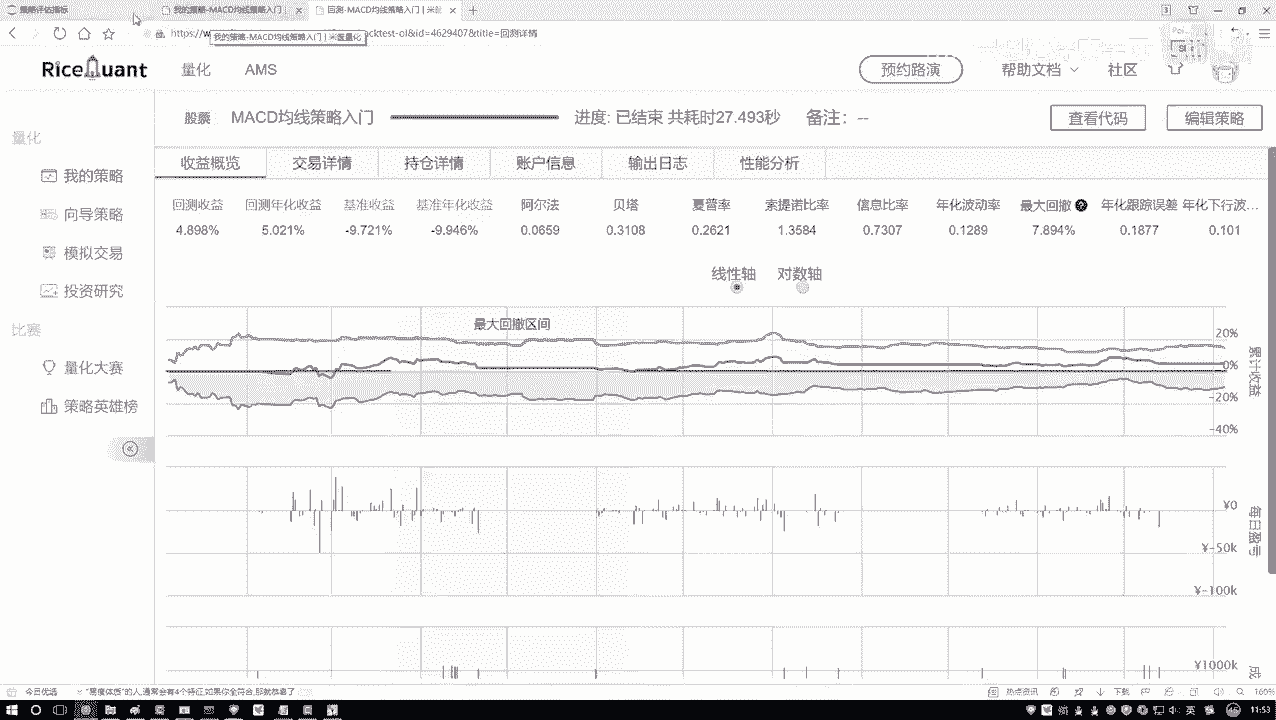 策略评估指标
我的策略-MACD均线策略入门 |
回测-MACD均线策略入门 | 米筐
https://w
cktest-ol&id=4629407&title=回测详情
我的策略-MACD均线策略入门 | 米筐量化
RiceQuant 量化 AMS 预约路演 帮助文档 社区
股票 MACD均线策略入门 进度: 已结束 共耗时27.493秒 备注: -- 查看代码 编辑策略
量化
我的策略
向导策略
模拟交易
投资研究
比赛
量化大赛
策略英雄榜
收益概览 交易详情 持仓详情 账户信息 输出日志 性能分析
回测收益 回测年化收益 基准收益 基准年化收益 阿尔法 贝塔 夏普率 索提诺比率 信息比率 年化波动率 最大回撤 年化跟踪误差 年化下行波...
4.898% 5.021% -9.721% -9.946% 0.0659 0.3108 0.2621 1.3584 0.7307 0.1289 7.894% 0.1877 0.101
线性轴 对数轴
最大回撤区间
20%
0%
-20%
-40%
累计收益
¥0
¥-50k
¥-100k
每日盈亏
¥1000k
今日优选 "易瘦体质"的人,通常会有4个特征,如果你全符合,那就恭喜了 热点资讯 下载 160%
英 11:53